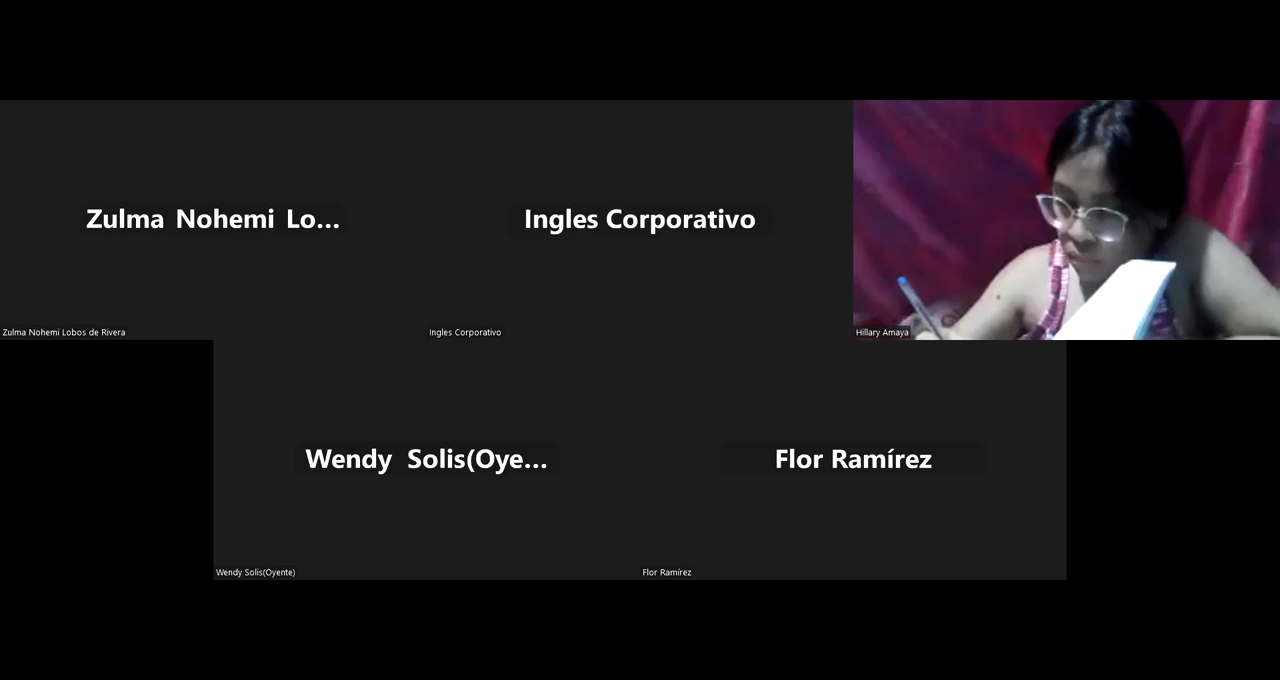 Zulma Nohemi Lo...
Ingles Corporativo
Zulma Nohemi Lobos de Rivera
Ingles Corporativo
Hillary Amaya
Wendy Solis(Oye...
Flor Ramírez
Wendy Solis(Oyente)
Flor Ramírez